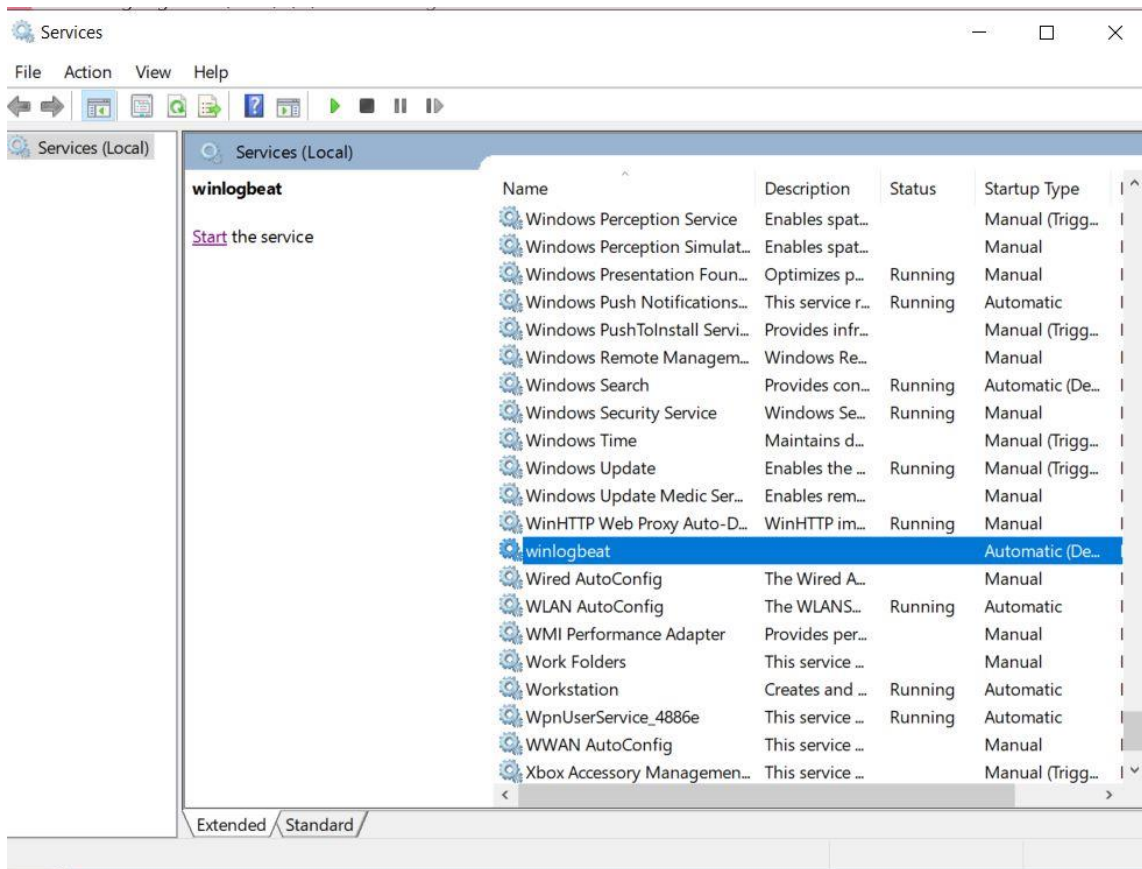 Services
File Action View Help
Services (Local)
Services (Local)
winlogbeat
Start the service
Name Description Status Startup Type
Windows Perception Service Enables spat... Manual (Trigg...
Windows Perception Simulat... Enables spat... Manual
Windows Presentation Foun... Optimizes p... Running Manual
Windows Push Notifications... This service r... Running Automatic
Windows PushToInstall Servi... Provides infr... Manual (Trigg...
Windows Remote Managem... Windows Re... Manual
Windows Search Provides con... Running Automatic (De...
Windows Security Service Windows Se... Running Manual
Windows Time Maintains d... Manual (Trigg...
Windows Update Enables the ... Running Manual (Trigg...
Windows Update Medic Ser... Enables rem... Manual
WinHTTP Web Proxy Auto-D... WinHTTP im... Running Manual
winlogbeat Automatic (De...
Wired AutoConfig The Wired A... Manual
WLAN AutoConfig The WLANS... Running Automatic
WMI Performance Adapter Provides per... Manual
Work Folders This service ... Manual
Workstation Creates and ... Running Automatic
WpnUserService_4886e This service ... Running Automatic
WWAN AutoConfig This service ... Manual
Xbox Accessory Managemen... This service ... Manual (Trigg...
Extended Standard